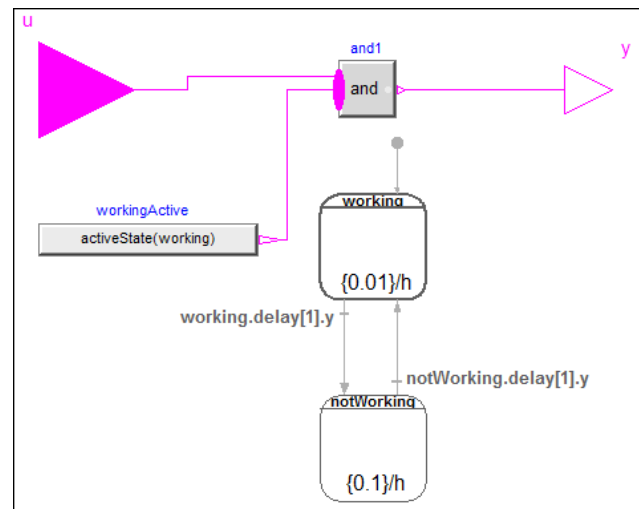 u
y
and1
and
workingActive
activeState(working)
working
{0.01}/h
working.delay[1].y
notWorking.delay[1].y
notWorking
{0.1}/h